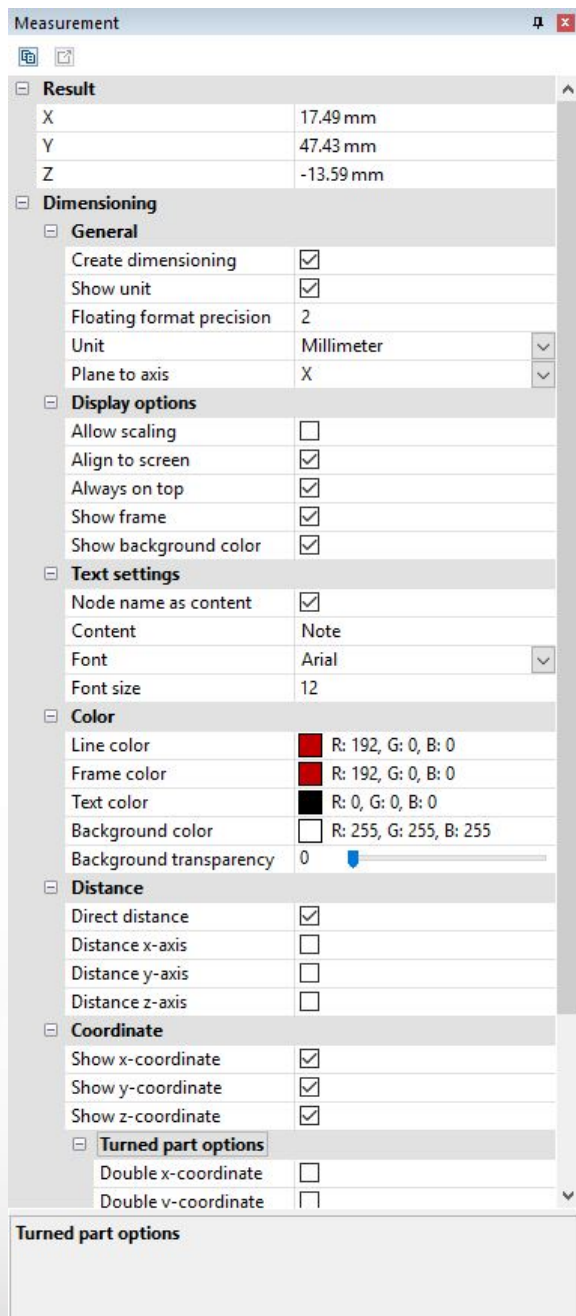 Measurement
Result
X 17.49 mm
Y 47.43 mm
Z -13.59 mm
Dimensioning
General
Create dimensioning
Show unit
Floating format precision 2
Unit Millimeter
Plane to axis X
Display options
Allow scaling
Align to screen
Always on top
Show frame
Show background color
Text settings
Node name as content
Content Note
Font Arial
Font size 12
Color
Line color R: 192, G: 0, B: 0
Frame color R: 192, G: 0, B: 0
Text color R: 0, G: 0, B: 0
Background color R: 255, G: 255, B: 255
Background transparency 0
Distance
Direct distance
Distance x-axis
Distance y-axis
Distance z-axis
Coordinate
Show x-coordinate
Show y-coordinate
Show z-coordinate
Turned part options
Double x-coordinate
Double y-coordinate
Turned part options